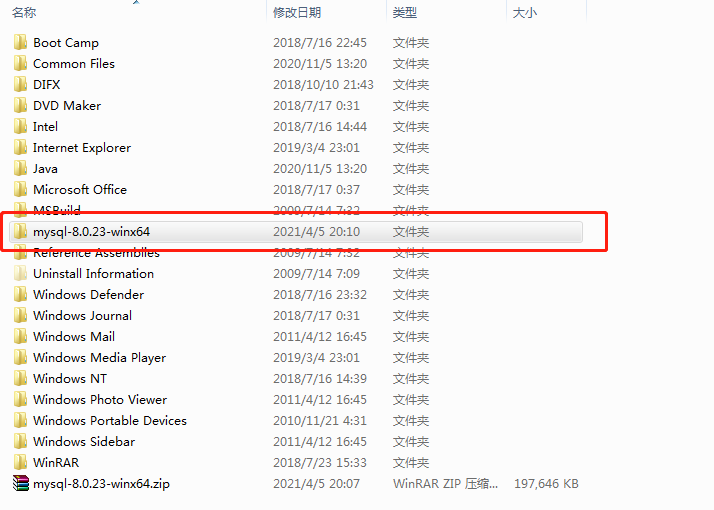 名称 修改日期 类型 大小
Boot Camp 2018/7/16 22:45 文件夹
Common Files 2020/11/5 13:20 文件夹
DIFX 2018/10/10 21:43 文件夹
DVD Maker 2018/7/17 0:31 文件夹
Intel 2018/7/16 14:44 文件夹
Internet Explorer 2019/3/4 23:01 文件夹
Java 2020/11/5 13:20 文件夹
Microsoft Office 2018/7/17 0:37 文件夹
MSBuild 2009/7/14 7:32 文件夹
mysql-8.0.23-winx64 2021/4/5 20:10 文件夹
Reference Assemblies 2009/7/14 7:32 文件夹
Uninstall Information 2009/7/14 7:09 文件夹
Windows Defender 2018/7/16 23:32 文件夹
Windows Journal 2018/7/17 0:31 文件夹
Windows Mail 2011/4/12 16:45 文件夹
Windows Media Player 2019/3/4 23:01 文件夹
Windows NT 2018/7/16 14:39 文件夹
Windows Photo Viewer 2011/4/12 16:45 文件夹
Windows Portable Devices 2010/11/21 4:31 文件夹
Windows Sidebar 2011/4/12 16:45 文件夹
WinRAR 2018/7/23 15:33 文件夹
mysql-8.0.23-winx64.zip 2021/4/5 20:07 WinRAR ZIP 压缩... 197,646 KB